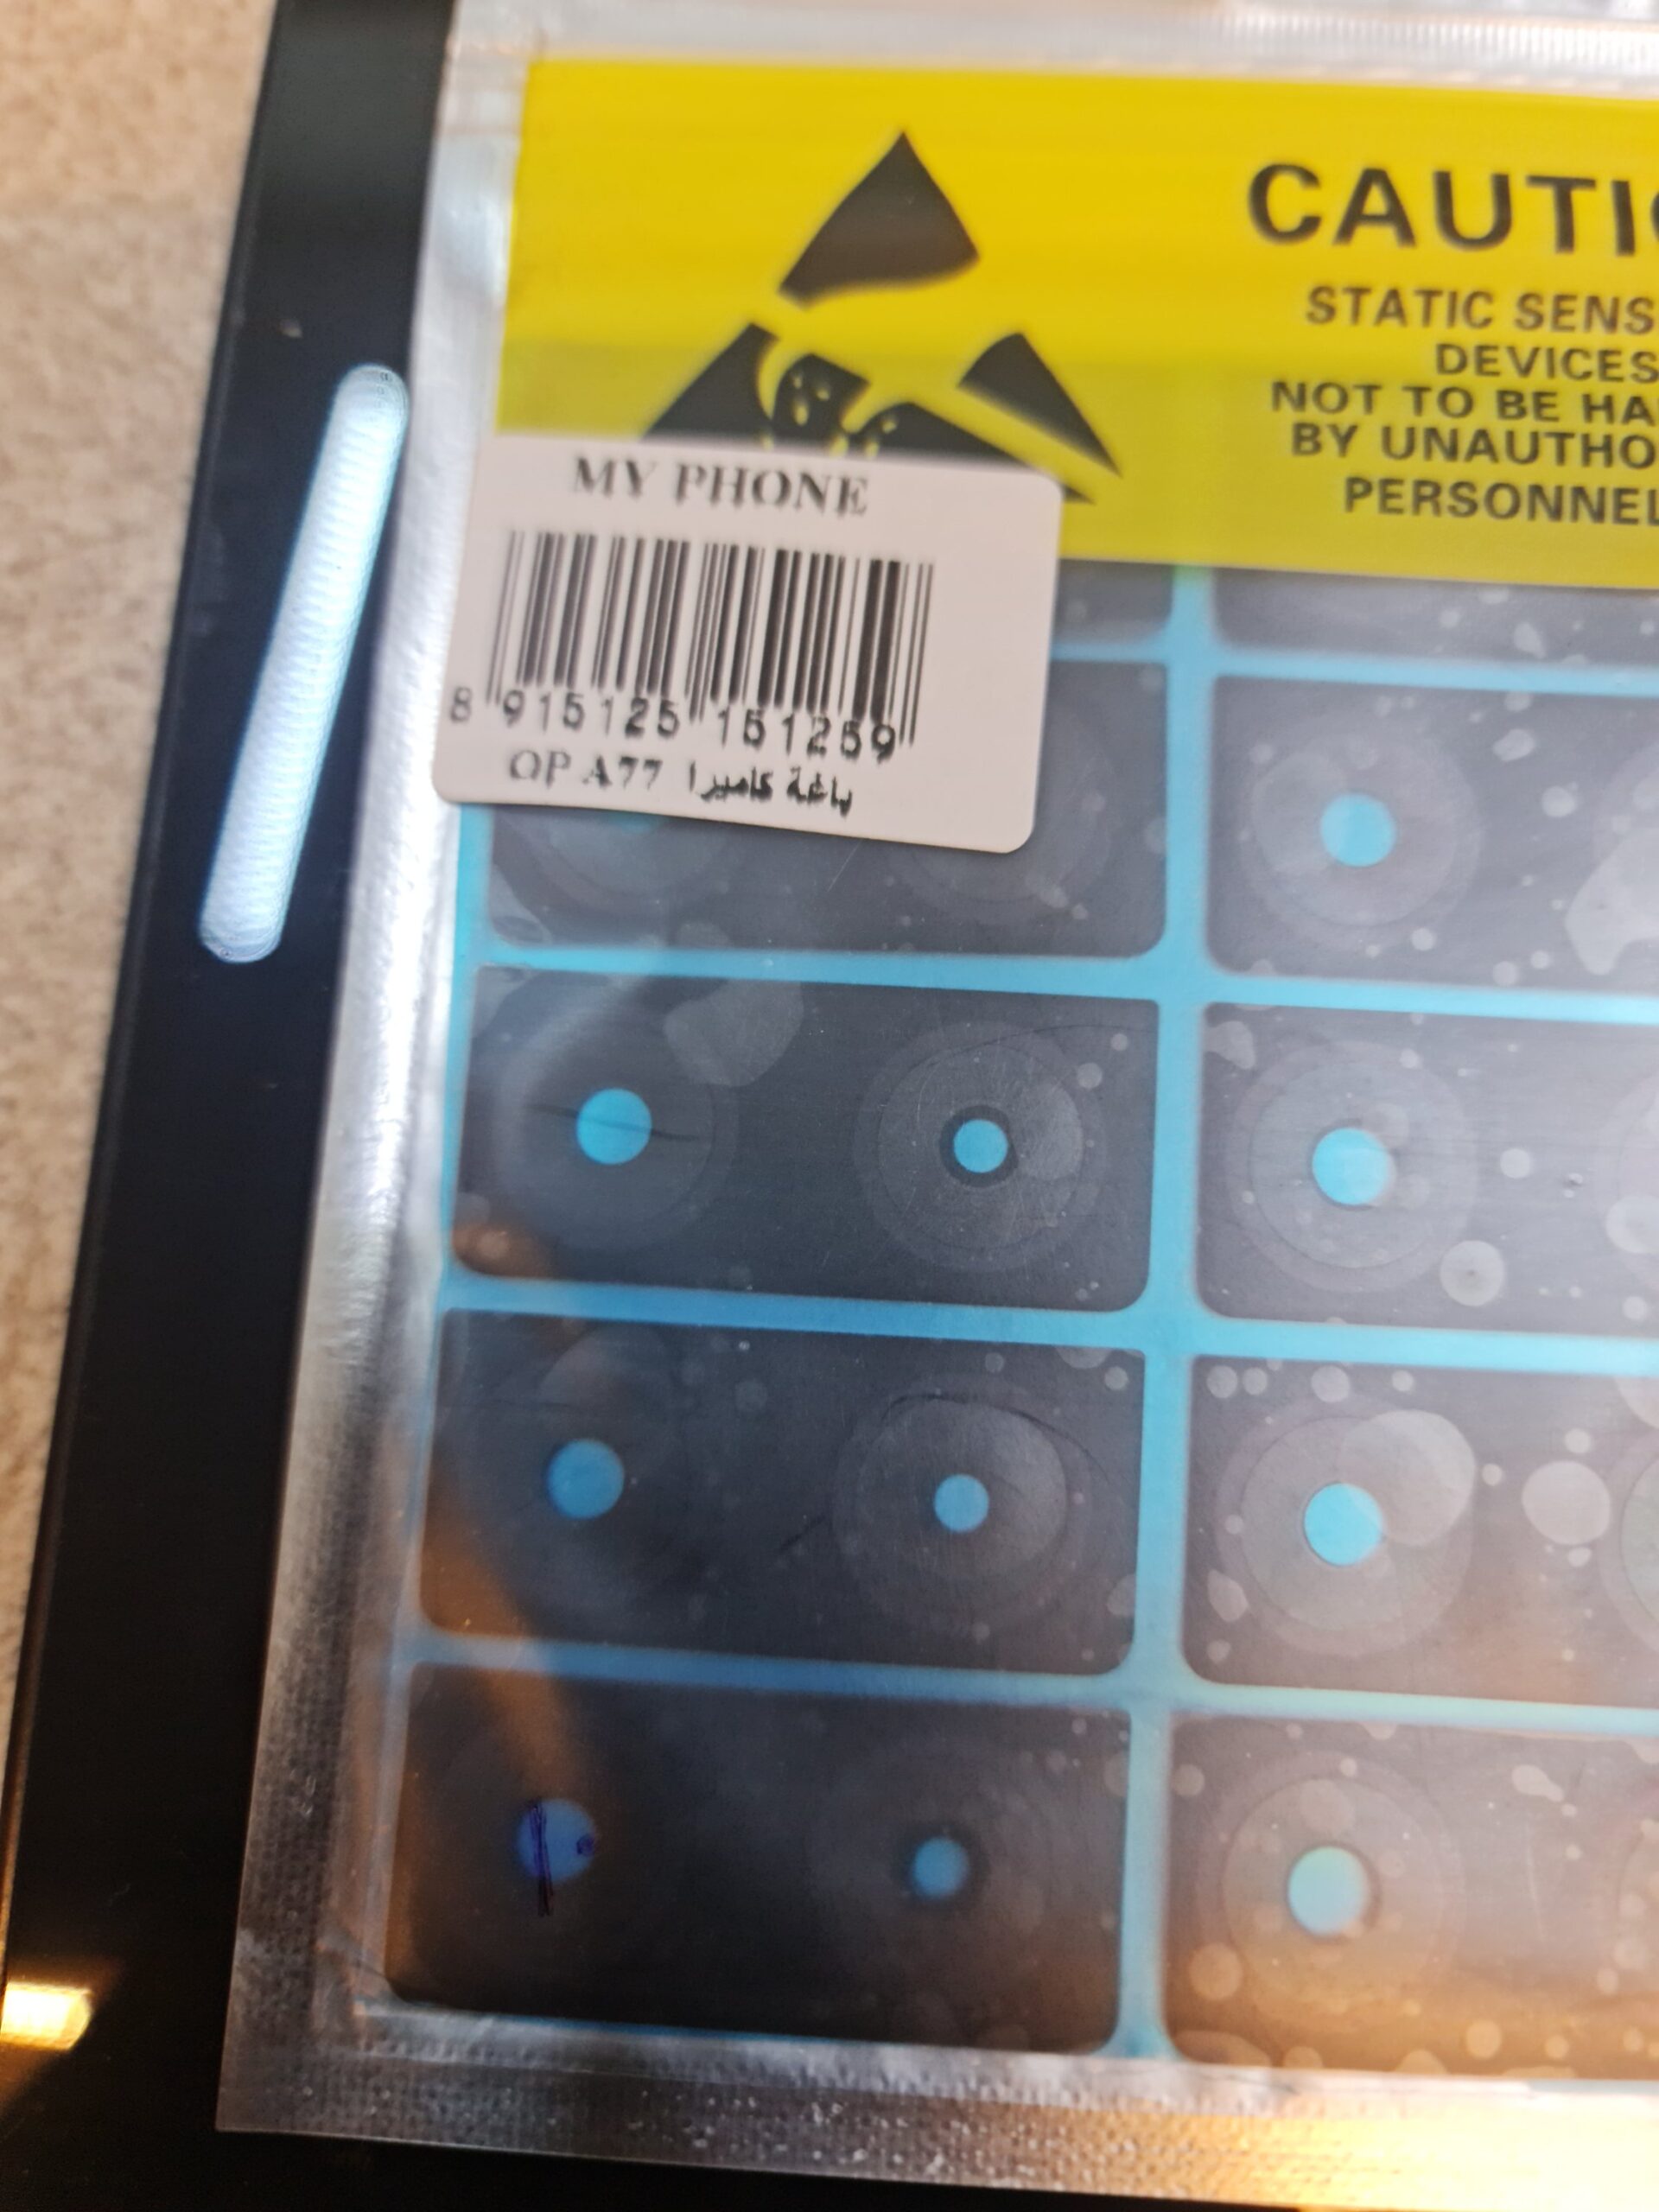 CAUTIO
STATIC SENS
DEVICES
NOT TO BE HA
BY UNAUTHO
PERSONNEL
MY PHONE
8 915125 151259
OP A77 باغة كاميرا